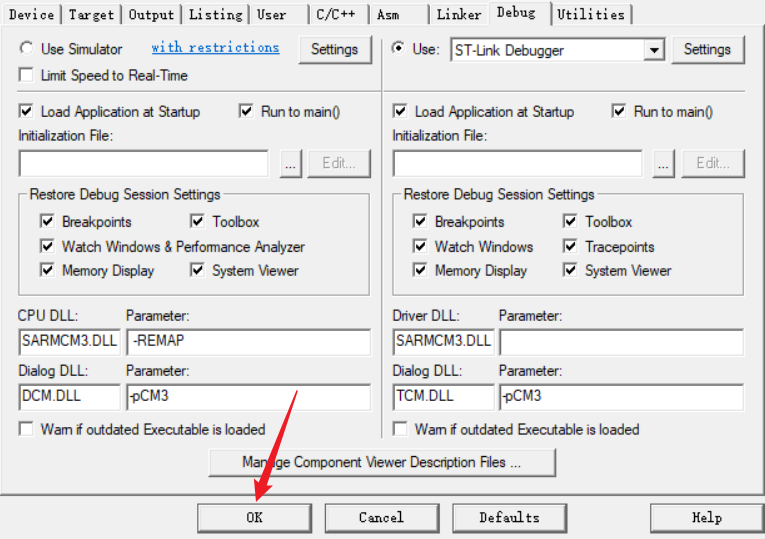 Device Target Output Listing User C/C++ Asm Linker Debug Utilities
Use Simulator with restrictions Settings
Limit Speed to Real-Time
Use: ST-Link Debugger Settings
Load Application at Startup Run to main()
Initialization File:
... Edit...
Load Application at Startup Run to main()
Initialization File:
... Edit...
Restore Debug Session Settings
Breakpoints Toolbox
Watch Windows & Performance Analyzer
Memory Display System Viewer
Restore Debug Session Settings
Breakpoints Toolbox
Watch Windows Tracepoints
Memory Display System Viewer
CPU DLL: Parameter:
SARMCM3.DLL -REMAP
Dialog DLL: Parameter:
DCM.DLL -pCM3
Warn if outdated Executable is loaded
Driver DLL: Parameter:
SARMCM3.DLL
Dialog DLL: Parameter:
TCM.DLL -pCM3
Warn if outdated Executable is loaded
Manage Component Viewer Description Files ...
OK Cancel Defaults Help